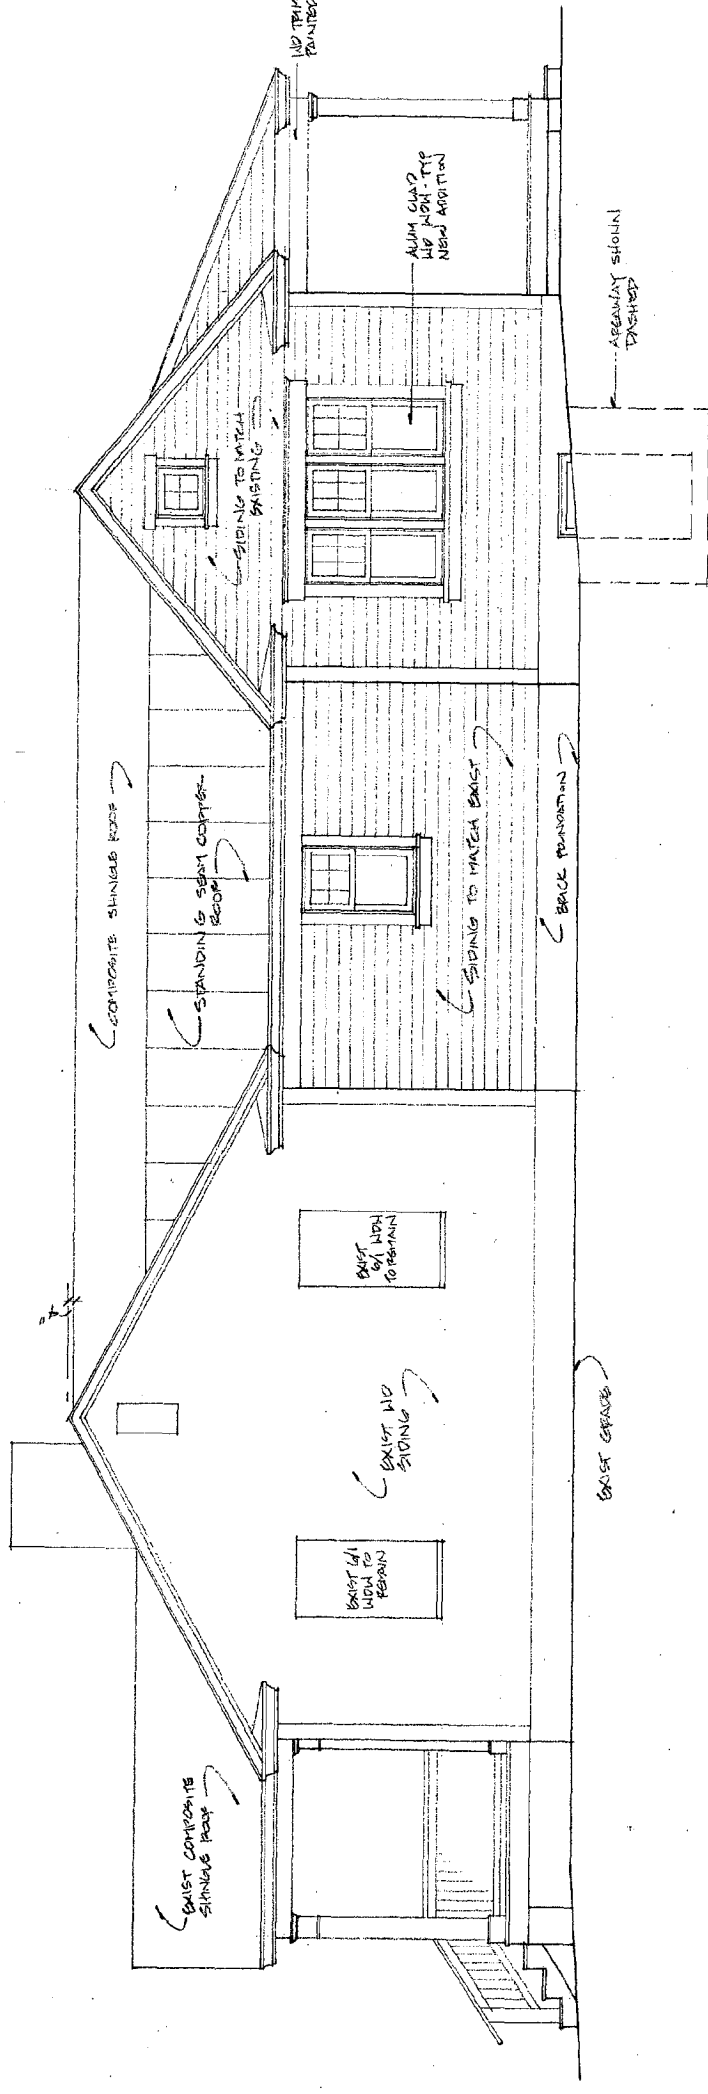 EXIST COMPOSITE
SHINGLE ROOF
EXIST 6/1
WDW TO
REMAIN
EXIST WD
SIDING
EXIST
6/1 WDW
TO REMAIN
EXIST GRADE
4"
COMPOSITE SHINGLE ROOF
STANDING SEAM COPPER
ROOF
SIDING TO MATCH EXIST
BRICK FOUNDATION
SIDING TO MATCH
EXISTING
ALUM CLAD
WD WDW - TYP
NEW ADDITION
AREAWAY SHOWN
DASHED
WD TRIM
PAINTED